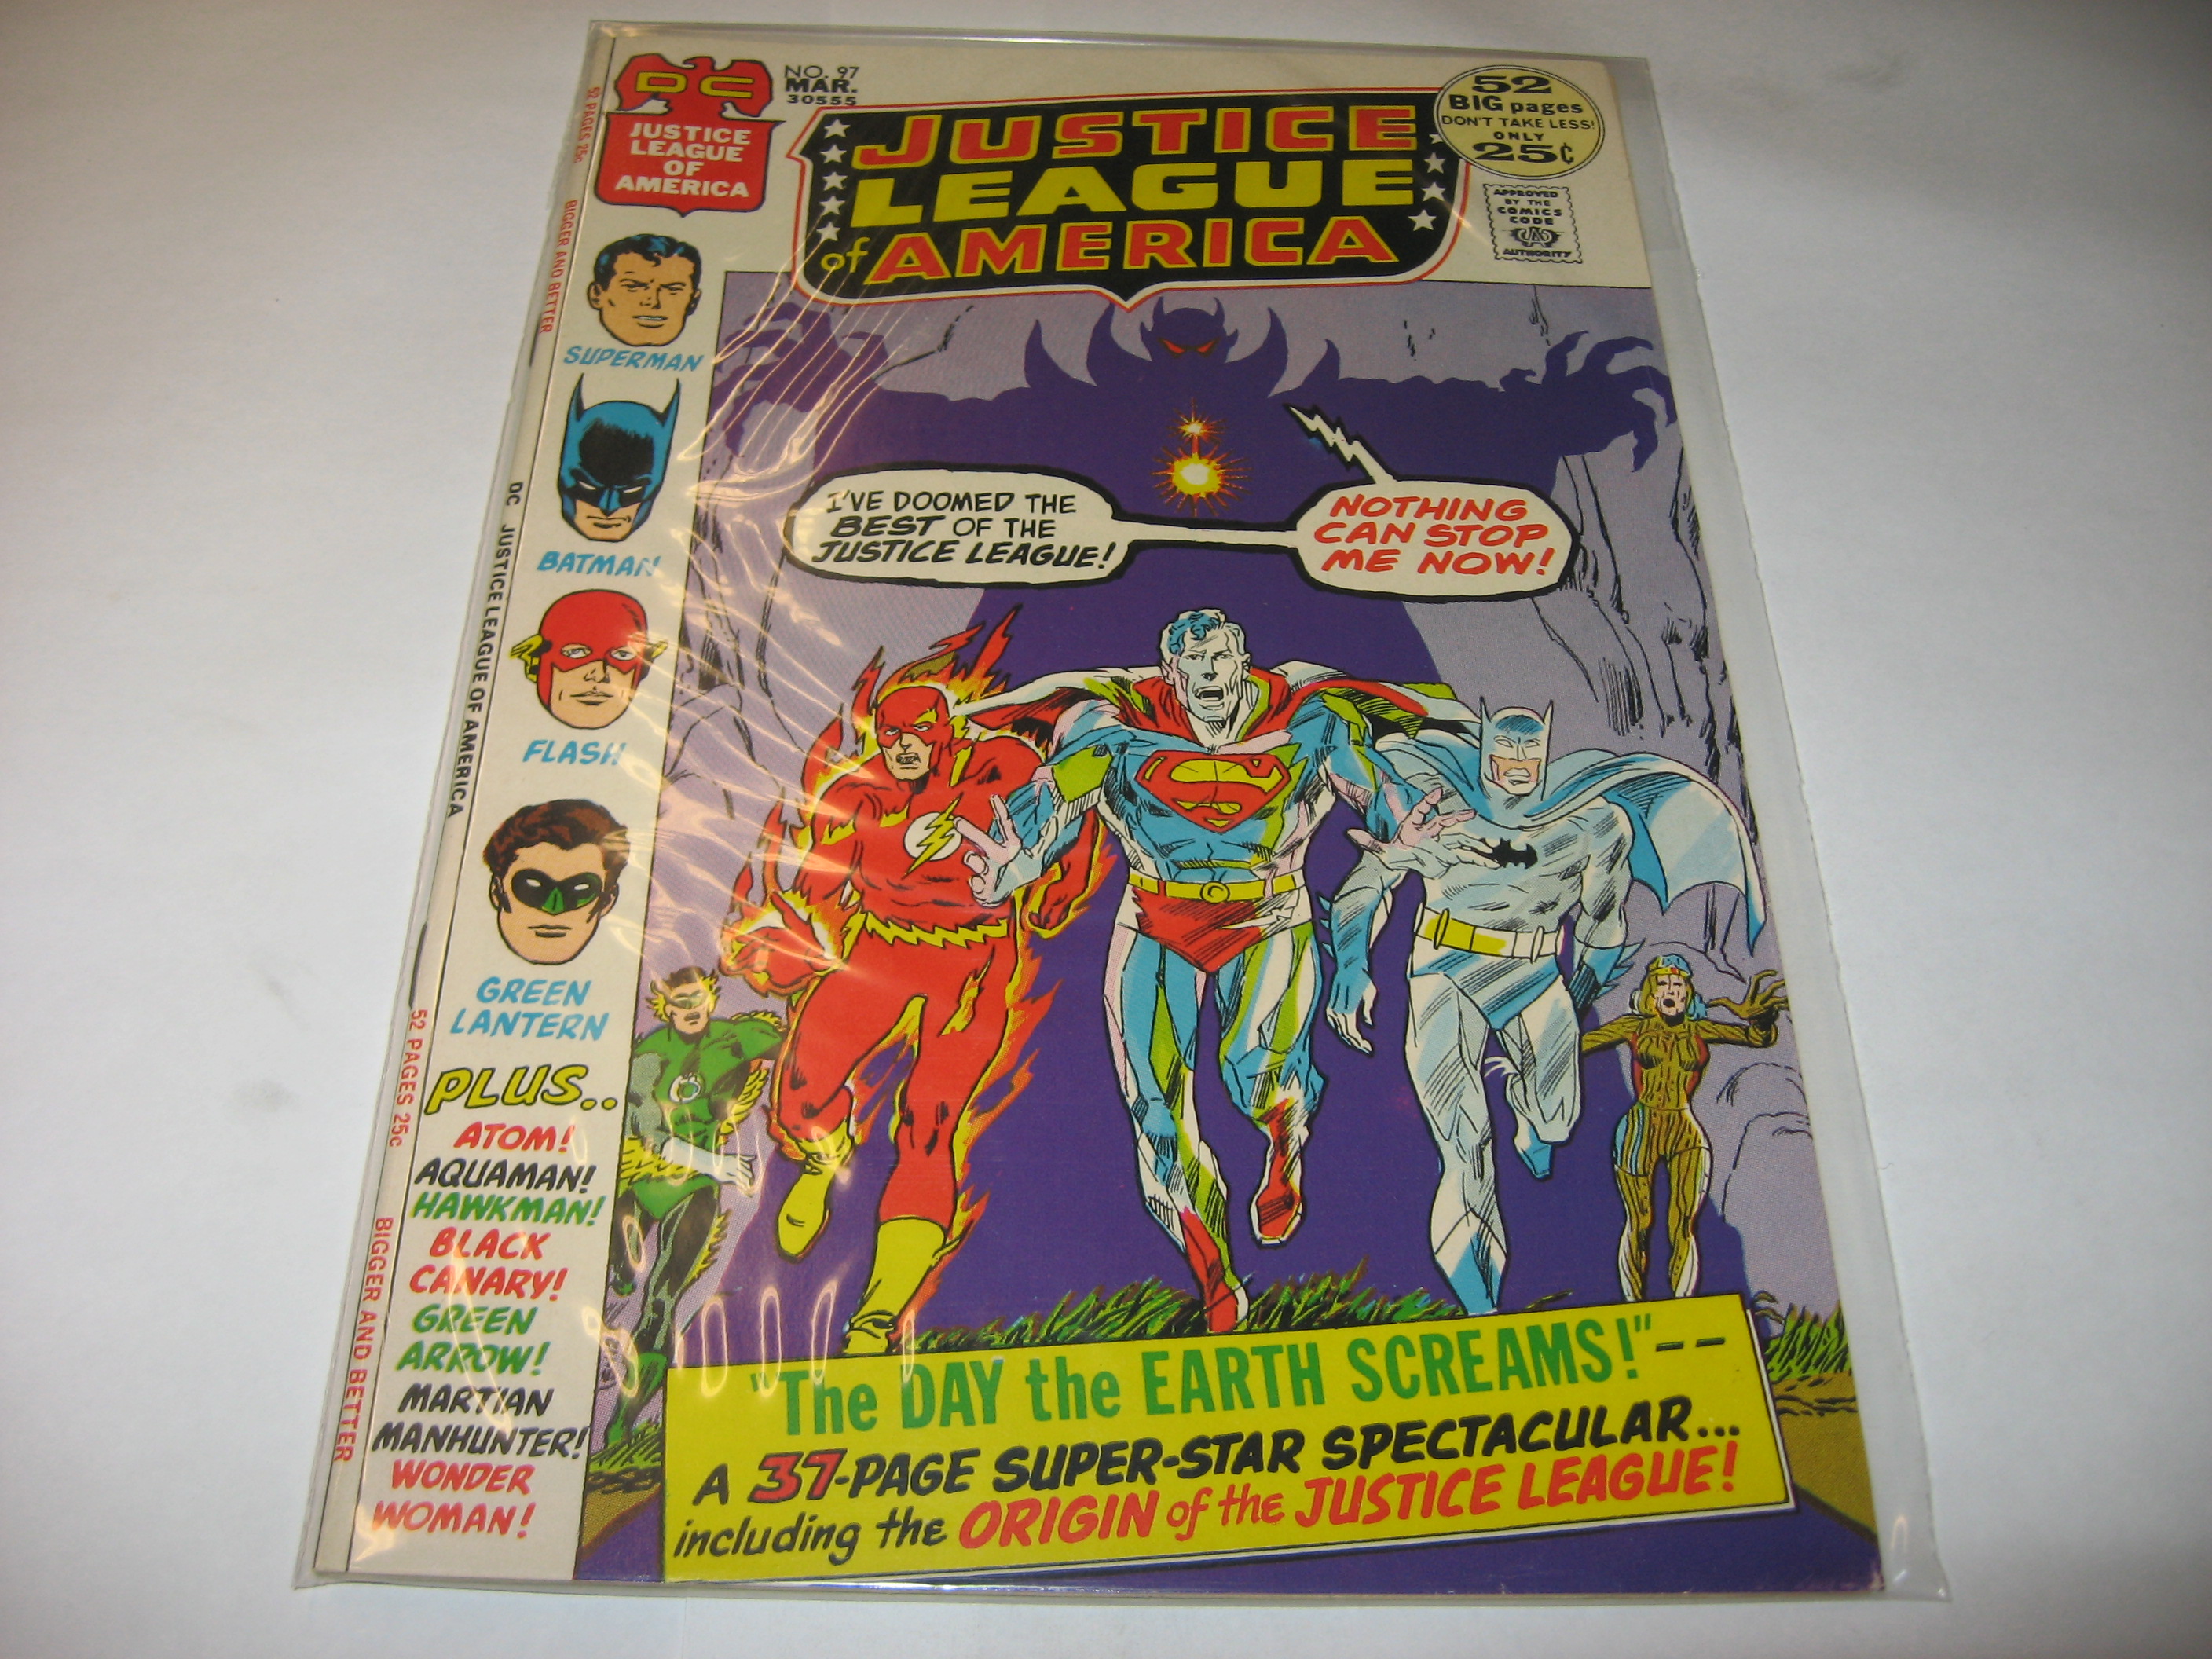 DC
JUSTICE
LEAGUE
OF
AMERICA
NO. 97
MAR.
30555
JUSTICE
LEAGUE
of AMERICA
52
BIG pages
DON'T TAKE LESS!
ONLY
25¢
APPROVED
BY THE
COMICS
CODE
AUTHORITY
52 PAGES 25c
BIGGER AND BETTER
DC JUSTICE LEAGUE OF AMERICA
52 PAGES 25c
BIGGER AND BETTER
SUPERMAN
BATMAN
FLASH
GREEN
LANTERN
PLUS..
ATOM!
AQUAMAN!
HAWKMAN!
BLACK
CANARY!
GREEN
ARROW!
MARTIAN
MANHUNTER!
WONDER
WOMAN!
I'VE DOOMED THE
BEST OF THE
JUSTICE LEAGUE!
NOTHING
CAN STOP
ME NOW!
S
"The DAY the EARTH SCREAMS!"--
A 37-PAGE SUPER-STAR SPECTACULAR...
including the ORIGIN of the JUSTICE LEAGUE!